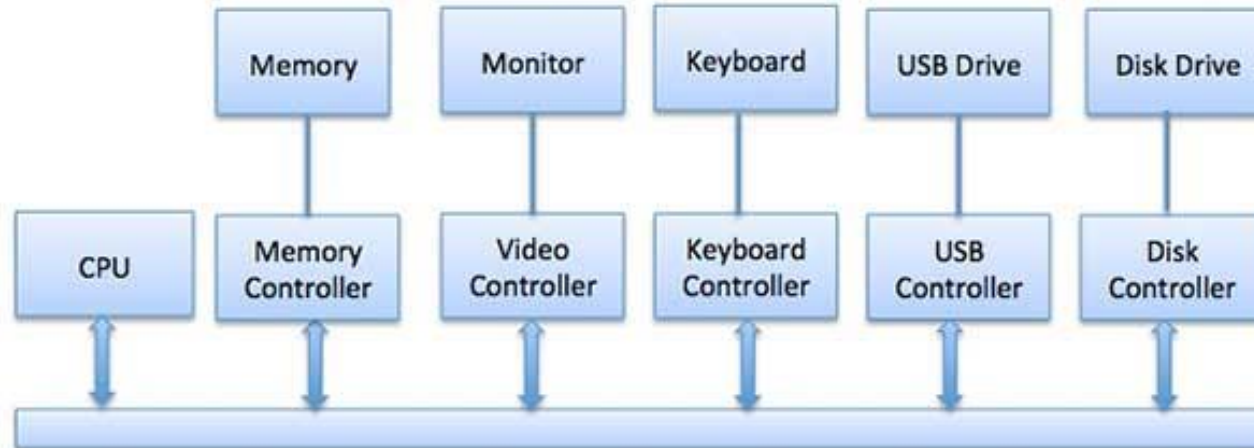 Memory
Monitor
Keyboard
USB Drive
Disk Drive
CPU
Memory
Controller
Video
Controller
Keyboard
Controller
USB
Controller
Disk
Controller